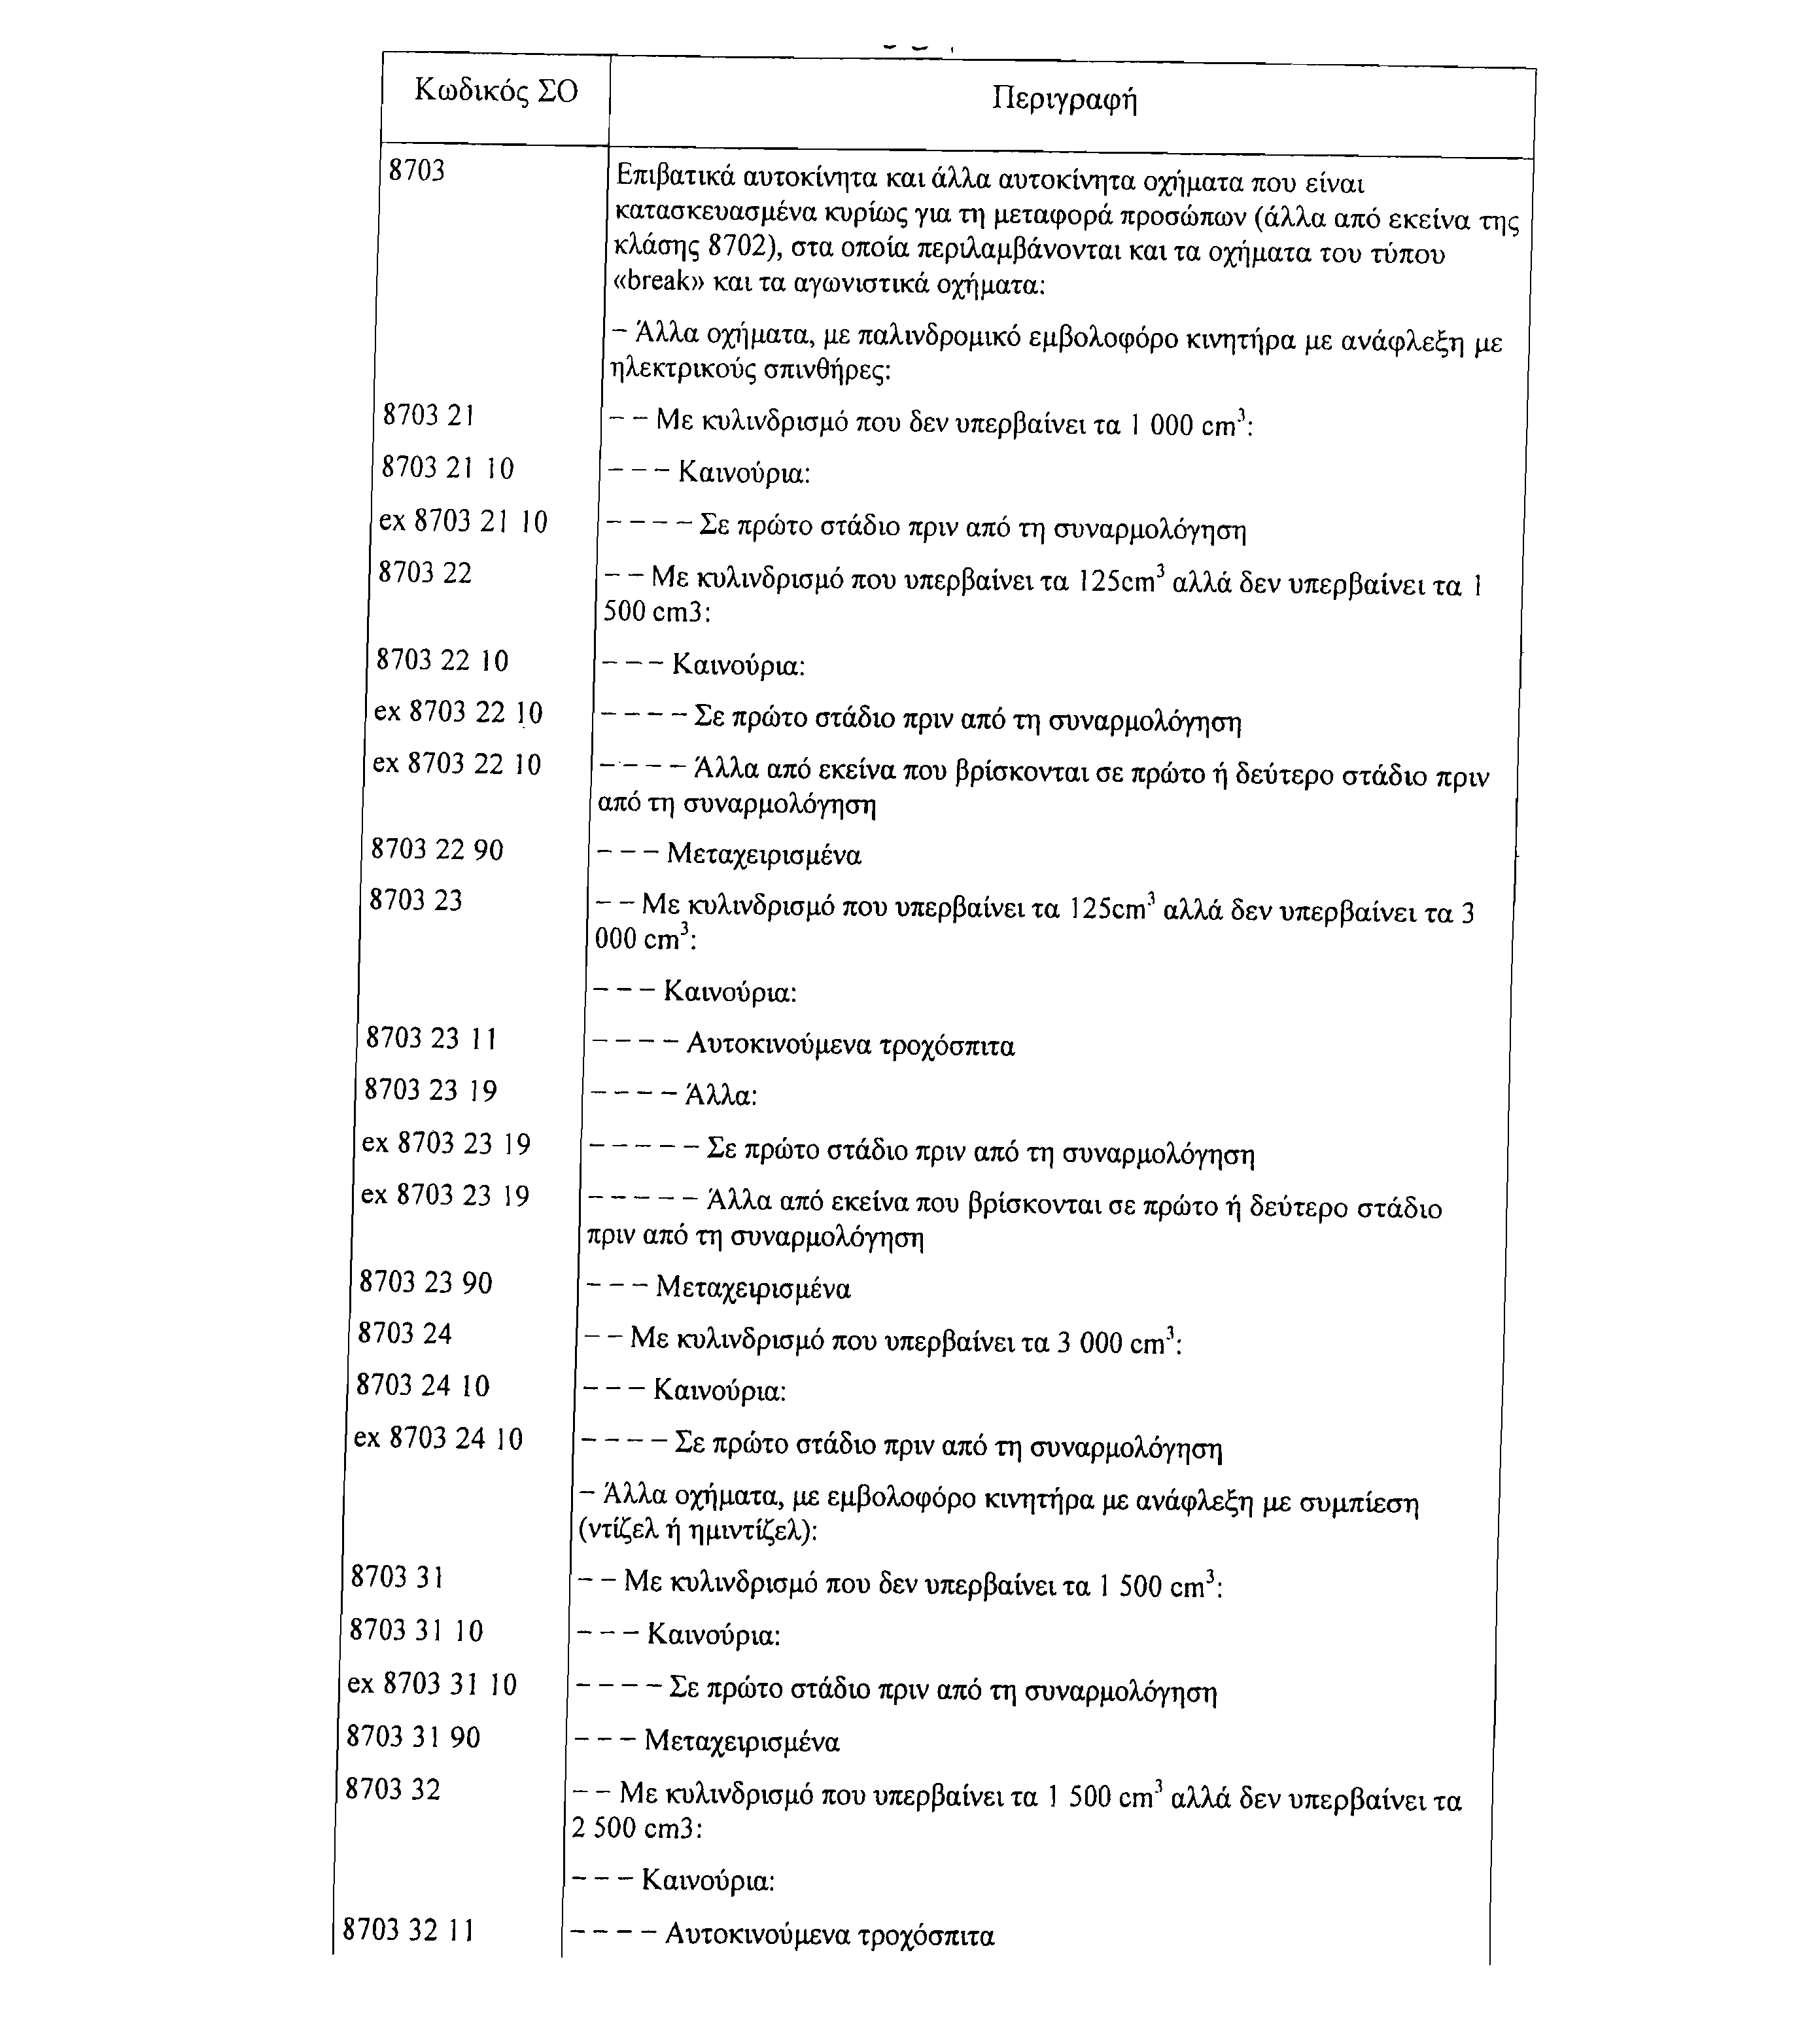 Κωδικός ΣΟ
Περιγραφή
8703
Επιβατικά αυτοκίνητα και άλλα αυτοκίνητα οχήματα που είναι
κατασκευασμένα κυρίως για τη μεταφορά προσώπων (άλλα από εκείνα της
κλάσης 8702), στα οποία περιλαμβάνονται και τα οχήματα του τύπου
«break» και τα αγωνιστικά οχήματα:
– Άλλα οχήματα, με παλινδρομικό εμβολοφόρο κινητήρα με ανάφλεξη με
ηλεκτρικούς σπινθήρες:
8703 21
– – Με κυλινδρισμό που δεν υπερβαίνει τα 1 000 cm³:
8703 21 10
– – – Καινούρια:
ex 8703 21 10
– – – – Σε πρώτο στάδιο πριν από τη συναρμολόγηση
8703 22
– – Με κυλινδρισμό που υπερβαίνει τα 125cm³ αλλά δεν υπερβαίνει τα 1
500 cm3:
8703 22 10
– – – Καινούρια:
ex 8703 22 10
– – – – Σε πρώτο στάδιο πριν από τη συναρμολόγηση
ex 8703 22 10
– – – – Άλλα από εκείνα που βρίσκονται σε πρώτο ή δεύτερο στάδιο πριν
από τη συναρμολόγηση
8703 22 90
– – – Μεταχειρισμένα
8703 23
– – Με κυλινδρισμό που υπερβαίνει τα 125cm³ αλλά δεν υπερβαίνει τα 3
000 cm³:
– – – Καινούρια:
8703 23 11
– – – – Αυτοκινούμενα τροχόσπιτα
8703 23 19
– – – – Άλλα:
ex 8703 23 19
– – – – – Σε πρώτο στάδιο πριν από τη συναρμολόγηση
ex 8703 23 19
– – – – – Άλλα από εκείνα που βρίσκονται σε πρώτο ή δεύτερο στάδιο
πριν από τη συναρμολόγηση
8703 23 90
– – – Μεταχειρισμένα
8703 24
– – Με κυλινδρισμό που υπερβαίνει τα 3 000 cm³:
8703 24 10
– – – Καινούρια:
ex 8703 24 10
– – – – Σε πρώτο στάδιο πριν από τη συναρμολόγηση
– Άλλα οχήματα, με εμβολοφόρο κινητήρα με ανάφλεξη με συμπίεση
(ντίζελ ή ημιντίζελ):
8703 31
– – Με κυλινδρισμό που δεν υπερβαίνει τα 1 500 cm³:
8703 31 10
– – – Καινούρια:
ex 8703 31 10
– – – – Σε πρώτο στάδιο πριν από τη συναρμολόγηση
8703 31 90
– – – Μεταχειρισμένα
8703 32
– – Με κυλινδρισμό που υπερβαίνει τα 1 500 cm³ αλλά δεν υπερβαίνει τα
2 500 cm3:
– – – Καινούρια:
8703 32 11
– – – – Αυτοκινούμενα τροχόσπιτα